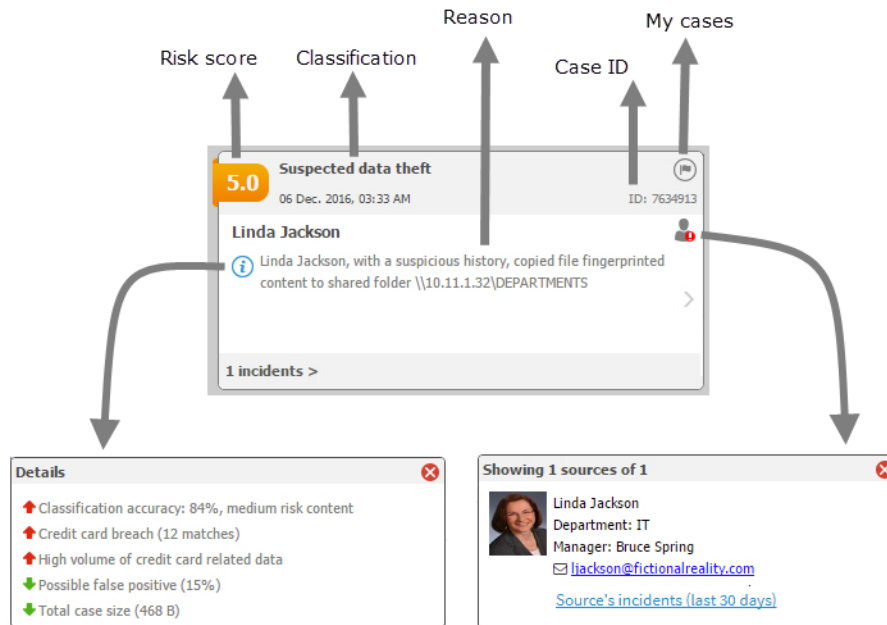 Reason
My cases
Risk score
Classification
Case ID
5.0
Suspected data theft
06 Dec. 2016, 03:33 AM
ID: 7634913
Linda Jackson
Linda Jackson, with a suspicious history, copied file fingerprinted
content to shared folder \\10.11.1.32\DEPARTMENTS
1 incidents >
Details
Classification accuracy: 84%, medium risk content
Credit card breach (12 matches)
High volume of credit card related data
Possible false positive (15%)
Total case size (468 B)
Showing 1 sources of 1
Linda Jackson
Department: IT
Manager: Bruce Spring
ljackson@fictionalreality.com
Source's incidents (last 30 days)